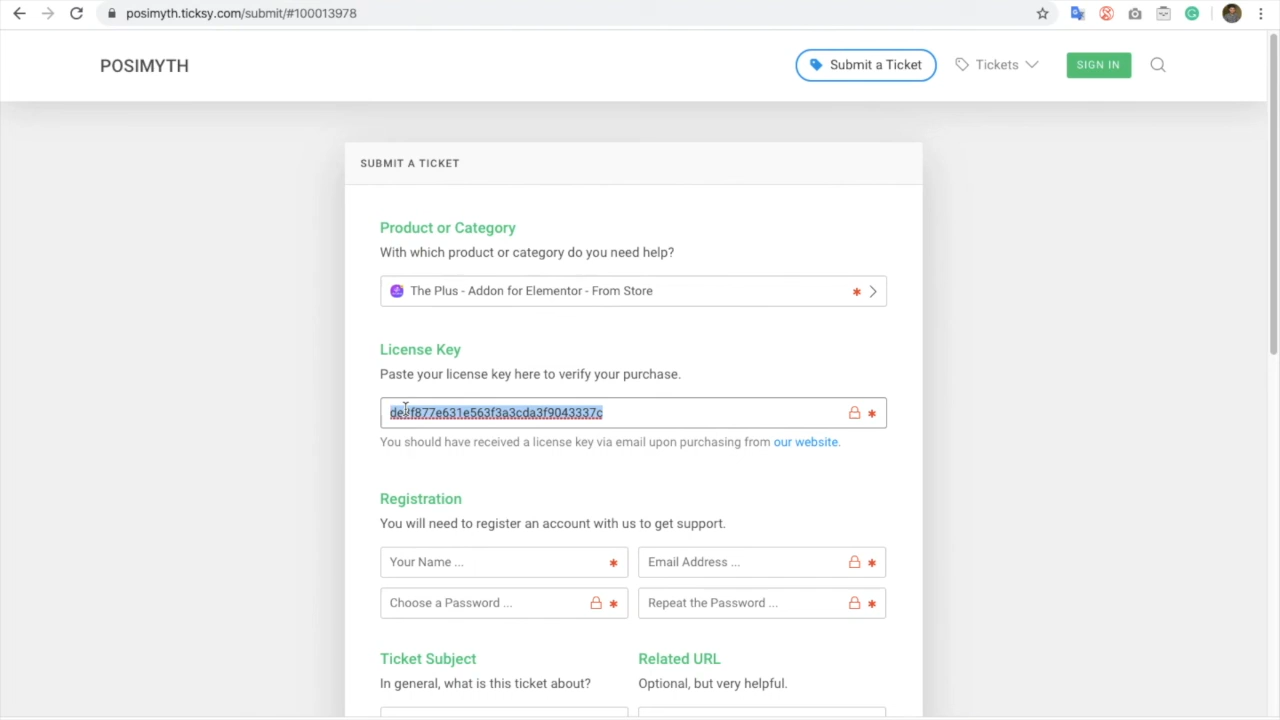 posimyth.ticksy.com/submit/#100013978
POSIMYTH
Submit a Ticket
Tickets
SIGN IN
SUBMIT A TICKET
Product or Category
With which product or category do you need help?
The Plus - Addon for Elementor - From Store
License Key
Paste your license key here to verify your purchase.
You should have received a license key via email upon purchasing from our website.
Registration
You will need to register an account with us to get support.
Your Name ...
Email Address ...
Choose a Password ...
Repeat the Password ...
Ticket Subject
Related URL
In general, what is this ticket about?
Optional, but very helpful.